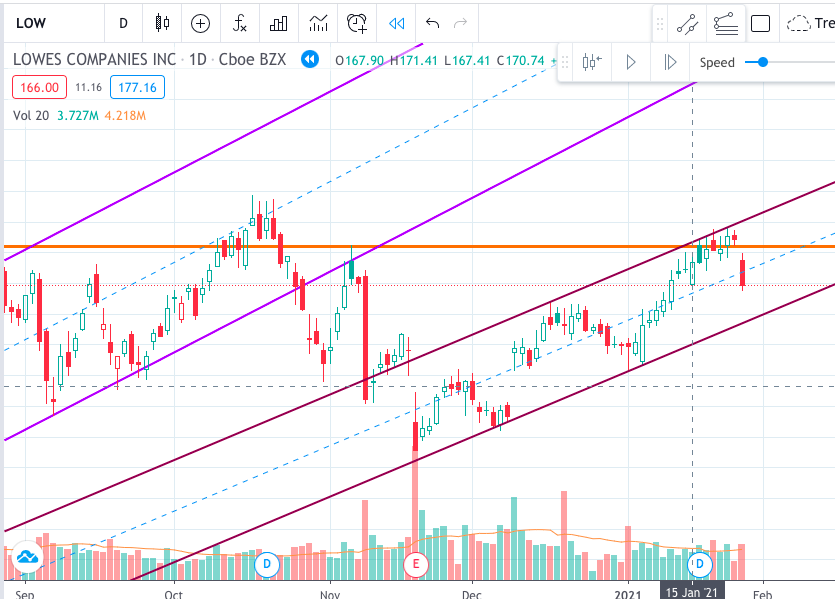 LOW D fx Tre
LOWES COMPANIES INC · 1D · Cboe BZX O167.90 H171.41 L167.41 C170.74 +
Speed
166.00 11.16 177.16
Vol 20 3.727M 4.218M
D E D
Sep Oct Nov Dec 2021 15 Jan '21 Feb